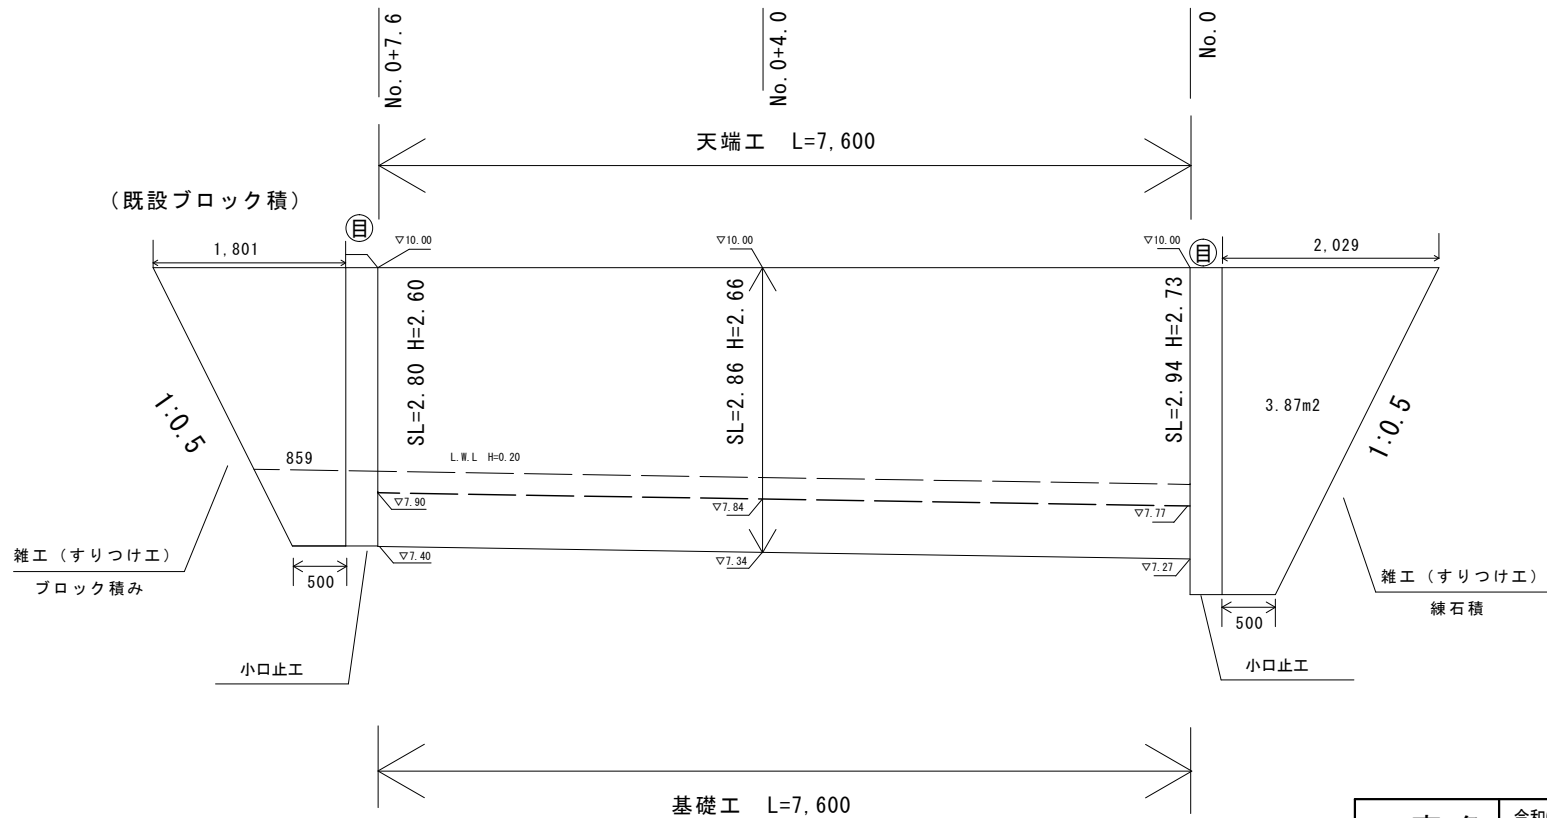 No.0+7.6
No.0+4.0
No.0
天端工 L=7,600
(既設ブロック積)
目
目
1,801
▽10.00
▽10.00
▽10.00
2,029
SL=2.80 H=2.60
SL=2.86 H=2.66
SL=2.94 H=2.73
1:0.5
3.87m2
1:0.5
859
L.W.L H=0.20
▽7.90
▽7.84
▽7.77
▽7.40
▽7.34
▽7.27
雑工(すりつけ工)
ブロック積み
500
雑工(すりつけ工)
練石積
500
小口止工
小口止工
基礎工 L=7,600